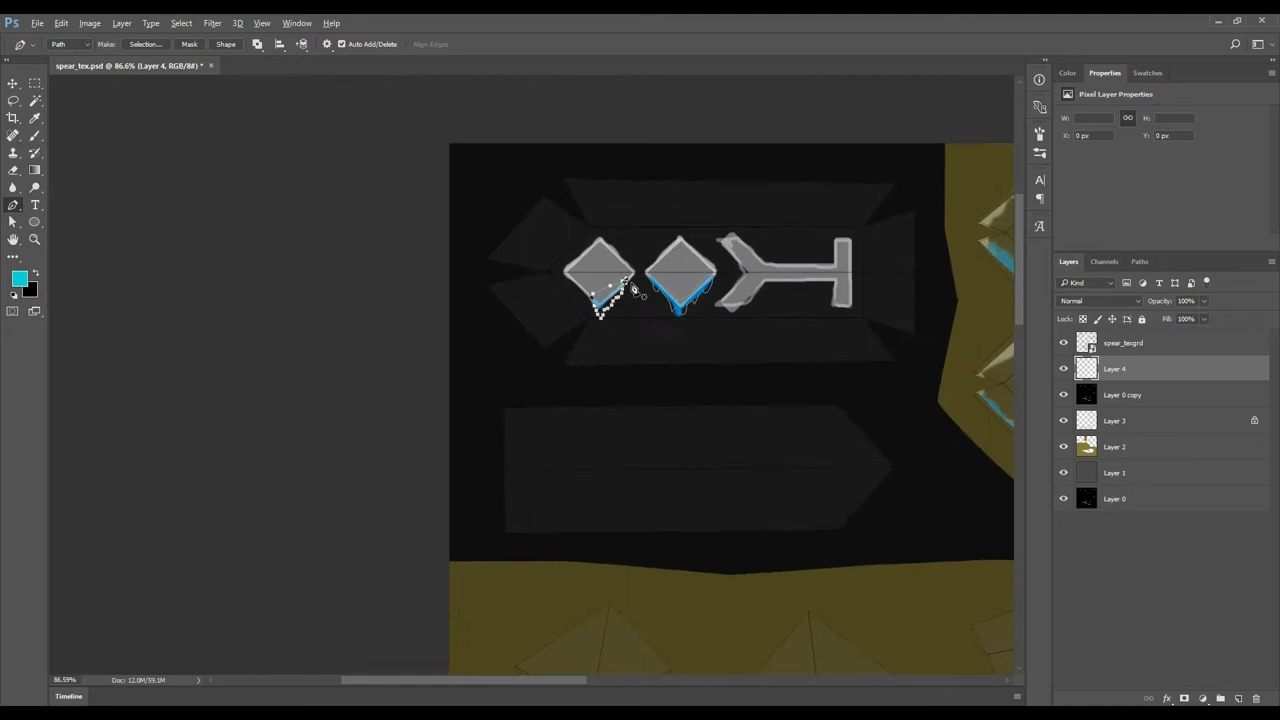 Ps File Edit Image Layer Type Select Filter 3D View Window Help
Path Make: Selection... Mask Shape Auto Add/Delete Align Edges
spear_tex.psd @ 86.6% (Layer 4, RGB/8#) * ×
Color Properties Swatches
Pixel Layer Properties
W: H:
X: 0 px Y: 0 px
Layers Channels Paths
Kind
Normal Opacity: 100%
Lock: Fill: 100%
spear_texgrd
Layer 4
Layer 0 copy
Layer 3
Layer 2
Layer 1
Layer 0
86.59% Doc: 12.0M/59.1M
Timeline